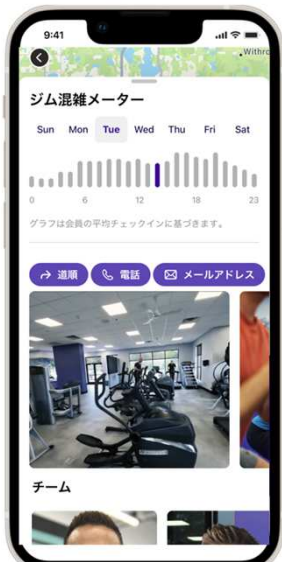 9:41
Withro
ジム混雑メーター
Sun Mon Tue Wed Thu Fri Sat
0 6 12 18 23
グラフは会員の平均チェックインに基づきます。
道順 電話 メールアドレス
チーム